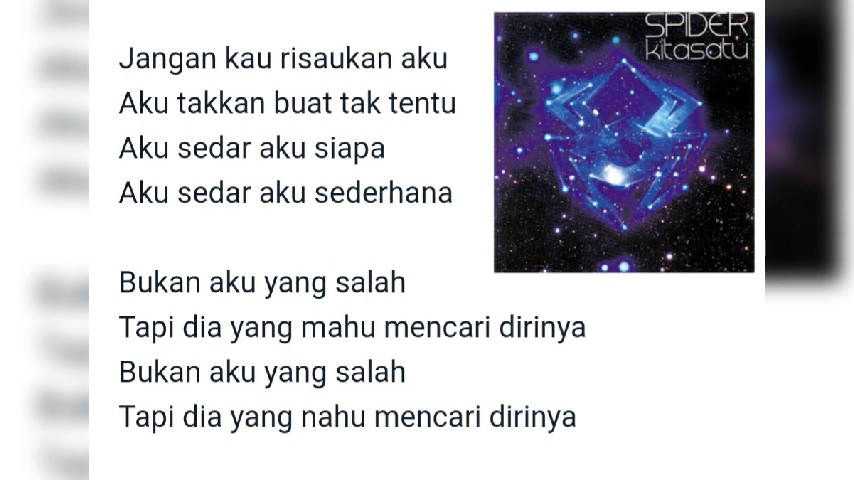 SPIDER
kitasatu
Jangan kau risaukan aku
Aku takkan buat tak tentu
Aku sedar aku siapa
Aku sedar aku sederhana
Bukan aku yang salah
Tapi dia yang mahu mencari dirinya
Bukan aku yang salah
Tapi dia yang nahu mencari dirinya